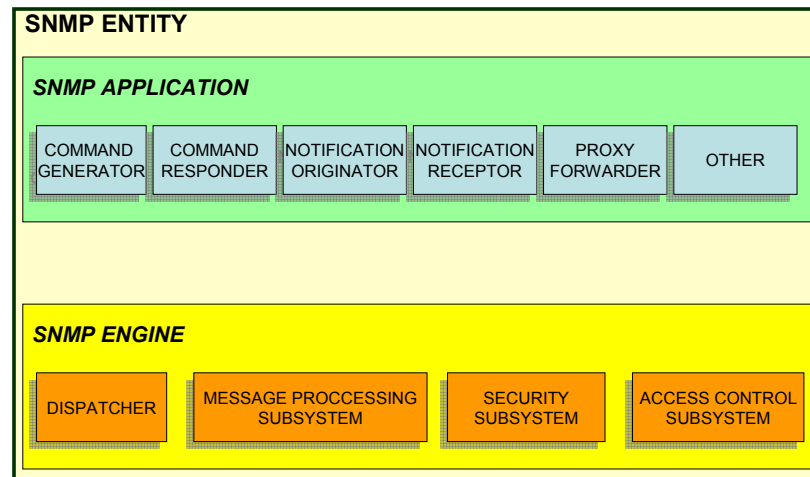 SNMP ENTITY
SNMP APPLICATION
COMMAND
GENERATOR
COMMAND
RESPONDER
NOTIFICATION
ORIGINATOR
NOTIFICATION
RECEPTOR
PROXY
FORWARDER
OTHER
SNMP ENGINE
DISPATCHER
MESSAGE PROCCESSING
SUBSYSTEM
SECURITY
SUBSYSTEM
ACCESS CONTROL
SUBSYSTEM